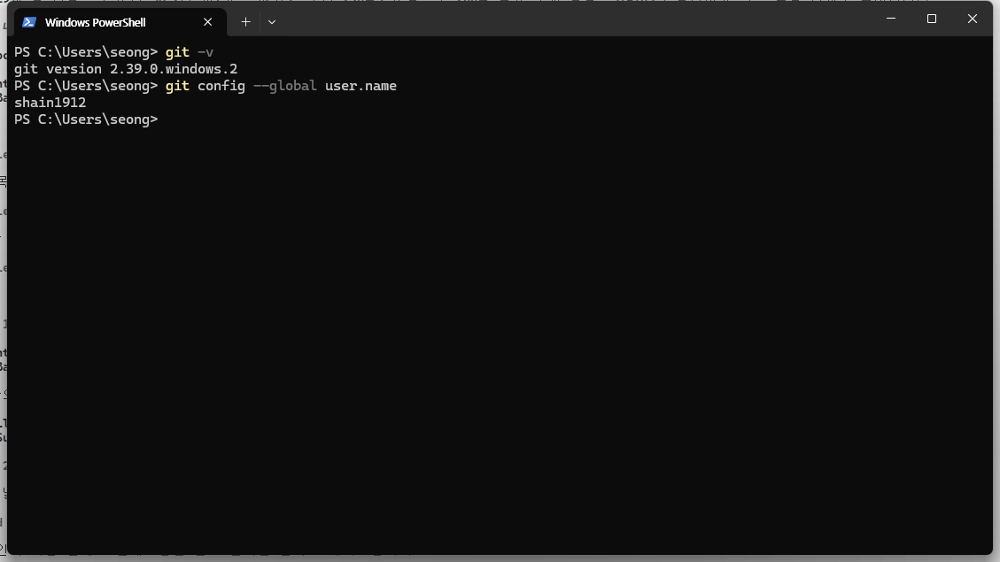 Windows PowerShell
PS C:\Users\seong> git -v
git version 2.39.0.windows.2
PS C:\Users\seong> git config --global user.name
shain1912
PS C:\Users\seong>